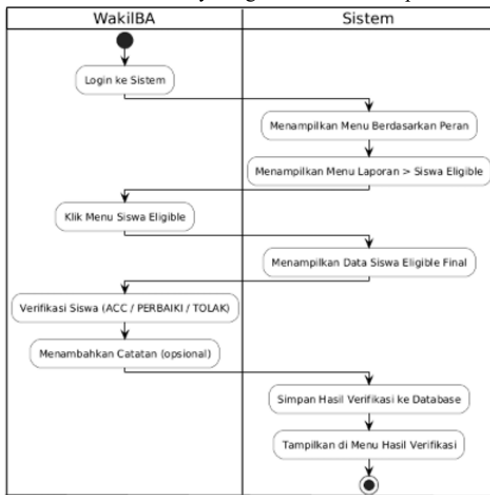 WakilBA
Sistem
Login ke Sistem
Menampilkan Menu Berdasarkan Peran
Menampilkan Menu Laporan > Siswa Eligible
Klik Menu Siswa Eligible
Menampilkan Data Siswa Eligible Final
Verifikasi Siswa (ACC / PERBAIKI / TOLAK)
Menambahkan Catatan (opsional)
Simpan Hasil Verifikasi ke Database
Tampilkan di Menu Hasil Verifikasi